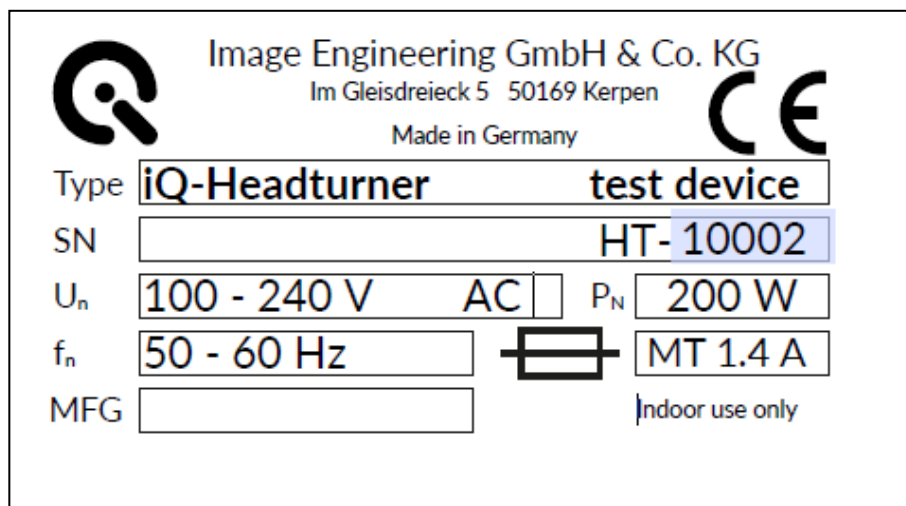 Image Engineering GmbH & Co. KG
Im Gleisdreieck 5 50169 Kerpen
Made in Germany
CE
Type iQ-Headturner test device
SN HT- 10002
Uₙ 100 - 240 V AC P_N 200 W
fₙ 50 - 60 Hz MT 1.4 A
MFG Indoor use only